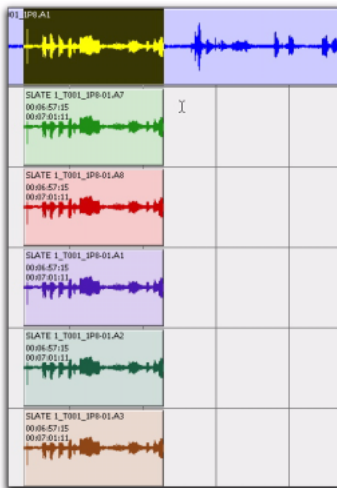 01_1P8.A1
SLATE 1_T001_1P8-01.A7
00:06:57:15
00:07:01:11
SLATE 1_T001_1P8-01.A8
00:06:57:15
00:07:01:11
SLATE 1_T001_1P8-01.A1
00:06:57:15
00:07:01:11
SLATE 1_T001_1P8-01.A2
00:06:57:15
00:07:01:11
SLATE 1_T001_1P8-01.A3
00:06:57:15
00:07:01:11